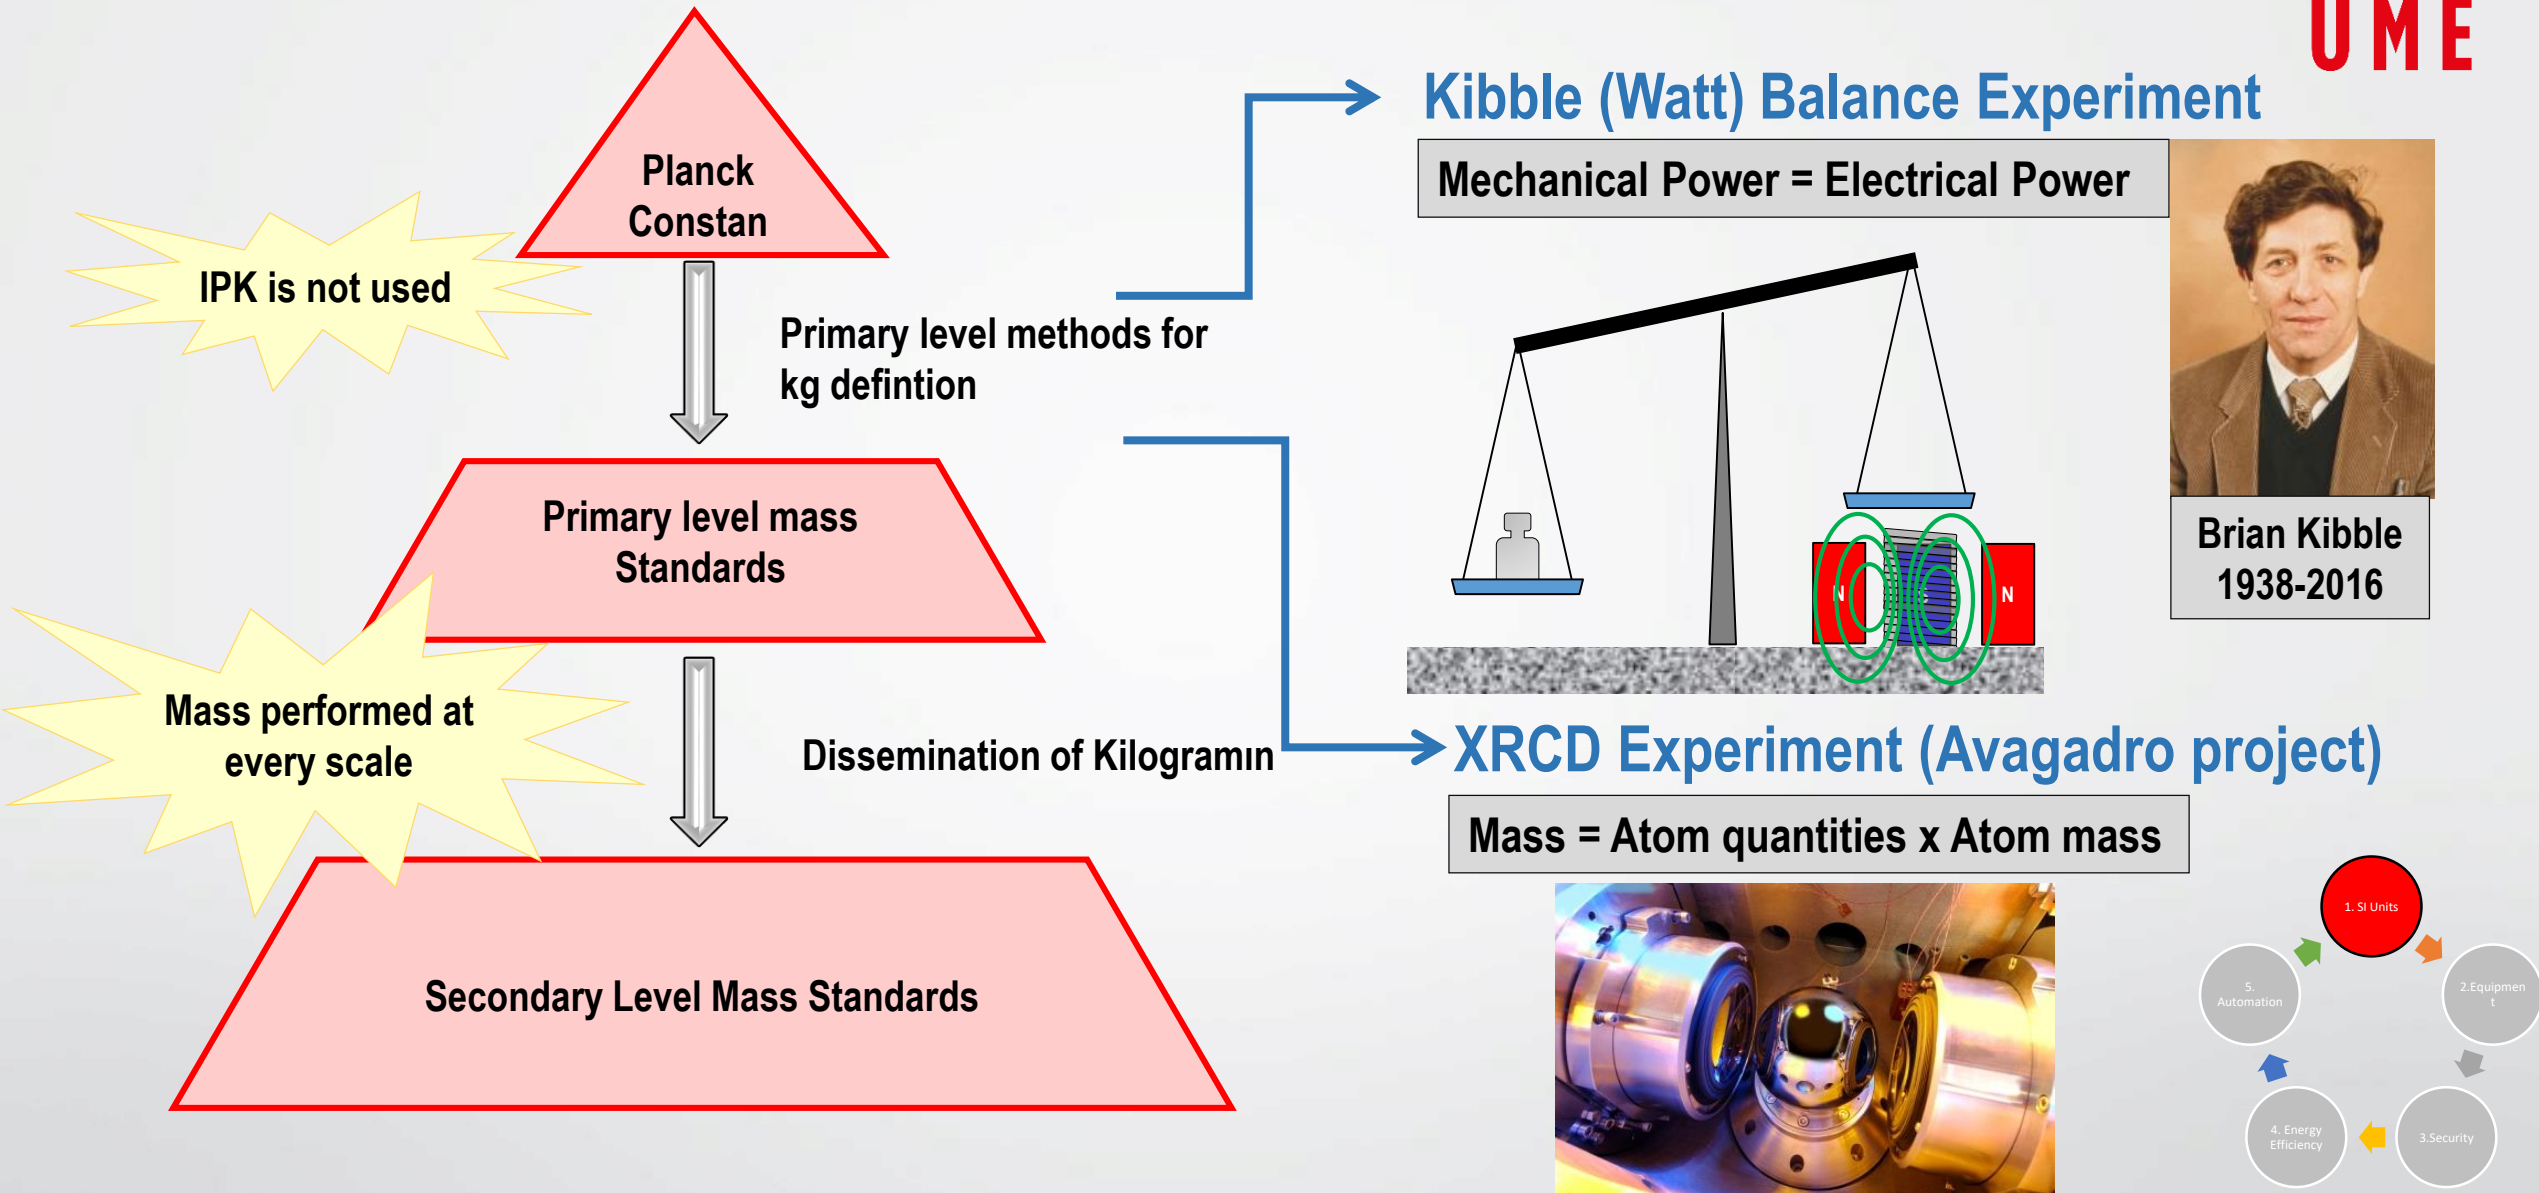 UME
Planck
Constan
IPK is not used
Primary level methods for
kg defintion
Primary level mass
Standards
Mass performed at
every scale
Dissemination of Kilogramın
Secondary Level Mass Standards
Kibble (Watt) Balance Experiment
Mechanical Power = Electrical Power
N
N
Brian Kibble
1938-2016
XRCD Experiment (Avagadro project)
Mass = Atom quantities x Atom mass
1. SI Units
2.Equipmen
t
3.Security
4. Energy
Efficiency
5.
Automation